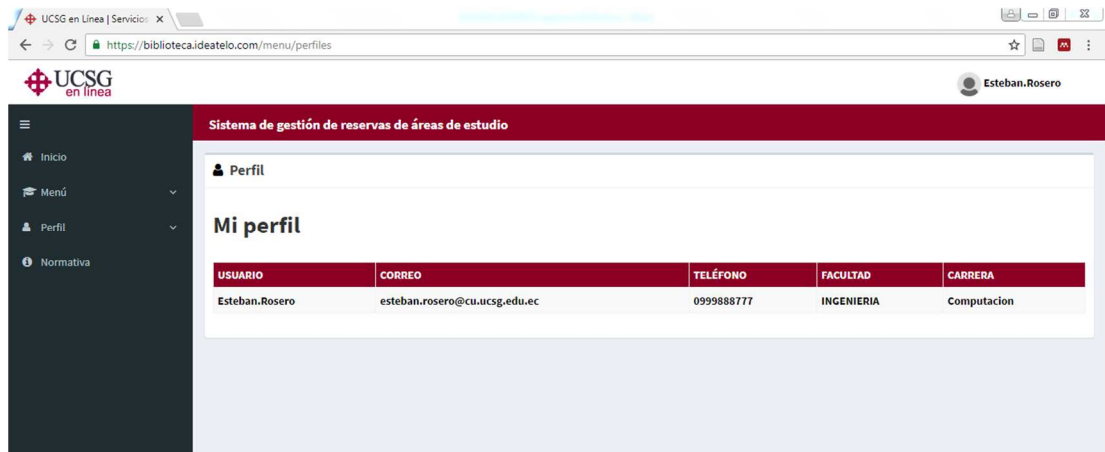 UCSG en Línea | Servicios
https://biblioteca.ideatelo.com/menu/perfiles
UCSG
en línea
Esteban.Rosero
Sistema de gestión de reservas de áreas de estudio
Inicio
Menú
Perfil
Normativa
Perfil
Mi perfil
USUARIO CORREO TELÉFONO FACULTAD CARRERA
Esteban.Rosero esteban.rosero@cu.ucsg.edu.ec 0999888777 INGENIERIA Computacion